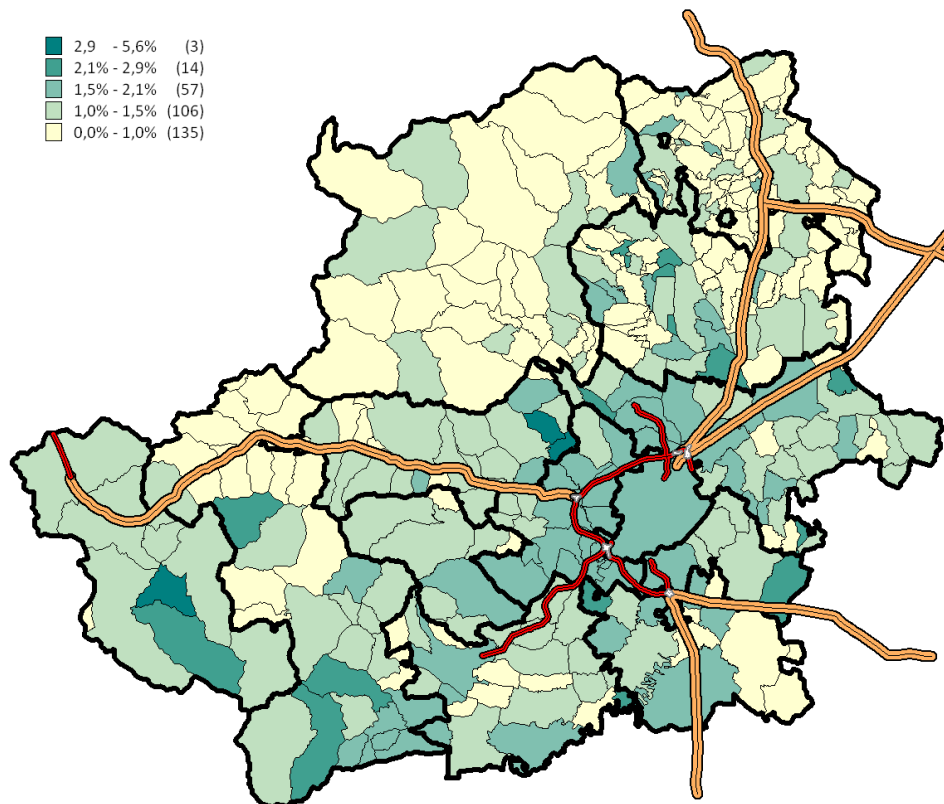 2,9 - 5,6% (3)
2,1% - 2,9% (14)
1,5% - 2,1% (57)
1,0% - 1,5% (106)
0,0% - 1,0% (135)